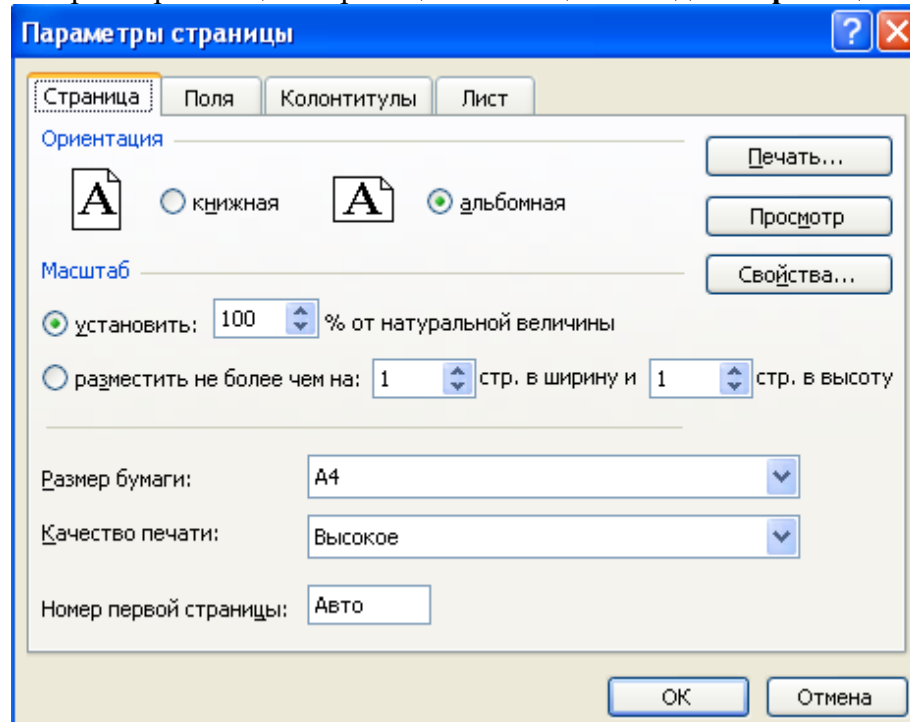 Параметры страницы
Страница Поля Колонтитулы Лист
Ориентация
A книжная A альбомная
Печать...
Просмотр
Свойства...
Масштаб
установить: 100 % от натуральной величины
разместить не более чем на: 1 стр. в ширину и 1 стр. в высоту
Размер бумаги: A4
Качество печати: Высокое
Номер первой страницы: Авто
ОК Отмена